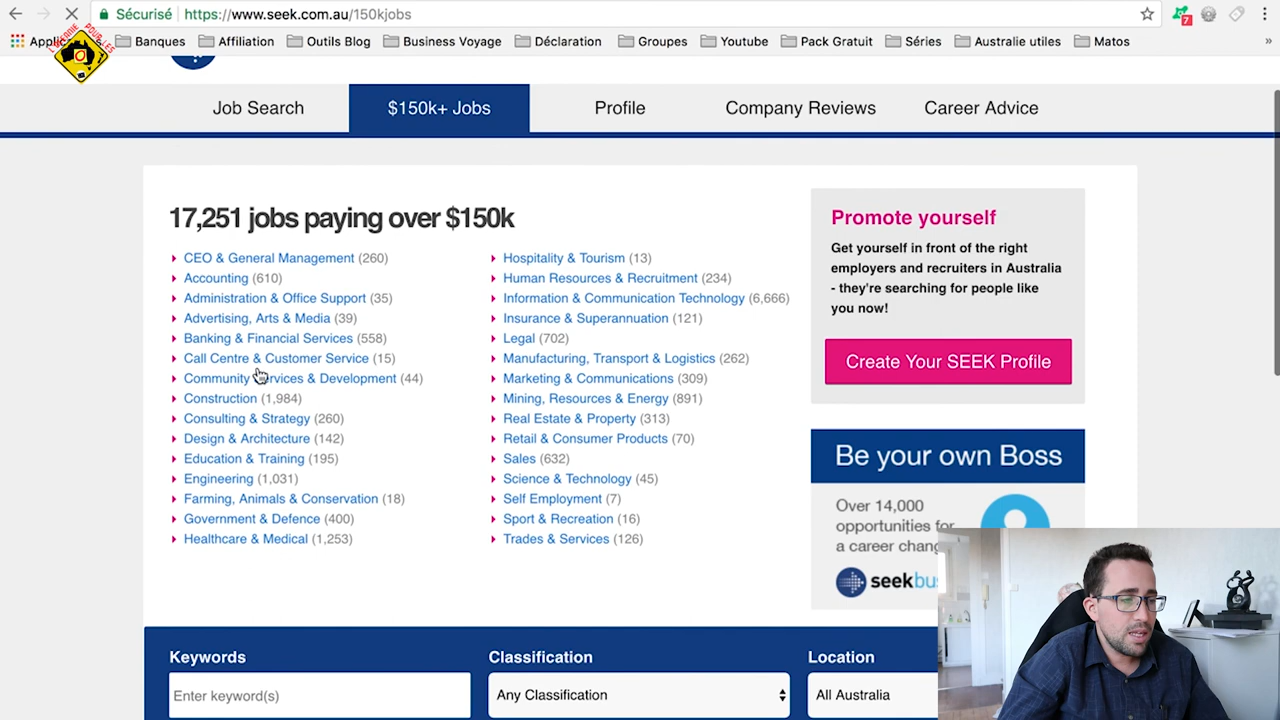 Sécurisé https://www.seek.com.au/150kjobs
7
L'AUSTRALIE POUR LES
Banques Affiliation Outils Blog Business Voyage Déclaration Groupes Youtube Pack Gratuit Séries Australie utiles Matos »
Job Search $150k+ Jobs Profile Company Reviews Career Advice
17,251 jobs paying over $150k
CEO & General Management (260)
Accounting (610)
Administration & Office Support (35)
Advertising, Arts & Media (39)
Banking & Financial Services (558)
Call Centre & Customer Service (15)
Community Services & Development (44)
Construction (1,984)
Consulting & Strategy (260)
Design & Architecture (142)
Education & Training (195)
Engineering (1,031)
Farming, Animals & Conservation (18)
Government & Defence (400)
Healthcare & Medical (1,253)
Hospitality & Tourism (13)
Human Resources & Recruitment (234)
Information & Communication Technology (6,666)
Insurance & Superannuation (121)
Legal (702)
Manufacturing, Transport & Logistics (262)
Marketing & Communications (309)
Mining, Resources & Energy (891)
Real Estate & Property (313)
Retail & Consumer Products (70)
Sales (632)
Science & Technology (45)
Self Employment (7)
Sport & Recreation (16)
Trades & Services (126)
Promote yourself
Get yourself in front of the right
employers and recruiters in Australia
- they're searching for people like
you now!
Create Your SEEK Profile
Be your own Boss
Over 14,000
opportunities for
a career chang
seekbus
Keywords
Enter keyword(s)
Classification
Any Classification
Location
All Australia